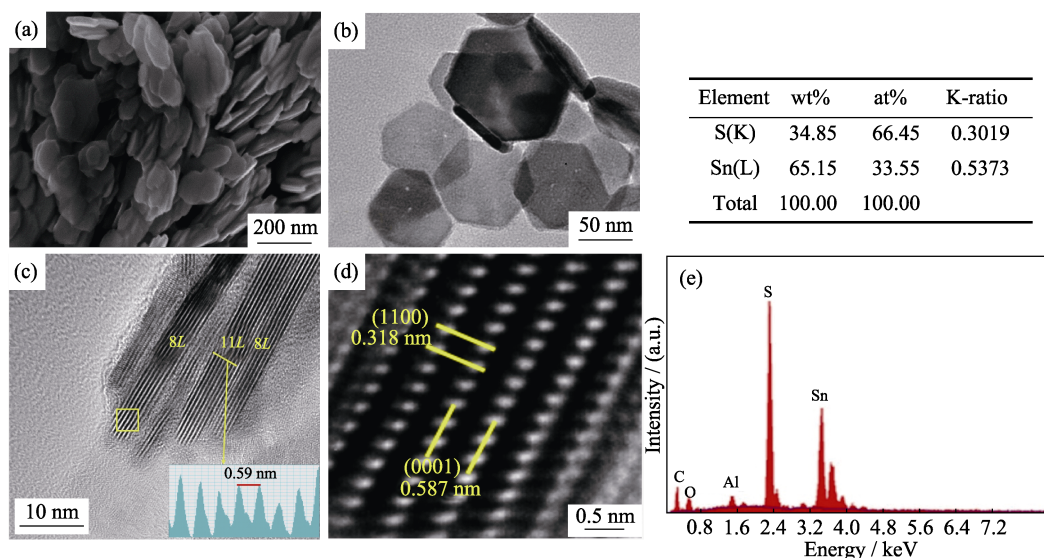 (a)
200 nm
(b)
50 nm
Element wt% at% K-ratio
S(K) 34.85 66.45 0.3019
Sn(L) 65.15 33.55 0.5373
Total 100.00 100.00
(c)
8L 11L 8L
0.59 nm
10 nm
(d)
(1100)
0.318 nm
(0001)
0.587 nm
0.5 nm
(e)
Intensity / (a.u.)
S
Sn
C
O
Al
0.8 1.6 2.4 3.2 4.0 4.8 5.6 6.4 7.2
Energy / keV